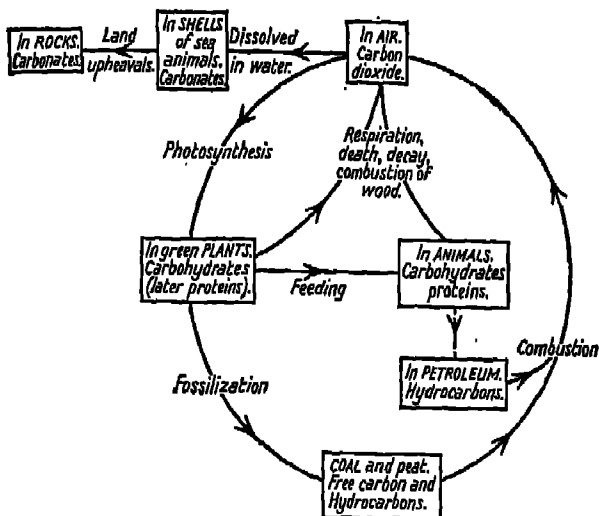 In ROCKS.
Carbonates.
Land
upheavals.
In SHELLS
of sea
animals.
Carbonates.
Dissolved
in water.
In AIR.
Carbon
dioxide.
Photosynthesis
Respiration,
death, decay,
combustion of
wood.
In green PLANTS.
Carbohydrates
(later proteins).
Feeding
In ANIMALS.
Carbohydrates
proteins.
Combustion
In PETROLEUM.
Hydrocarbons.
Fossilization
COAL and peat.
Free carbon and
Hydrocarbons.